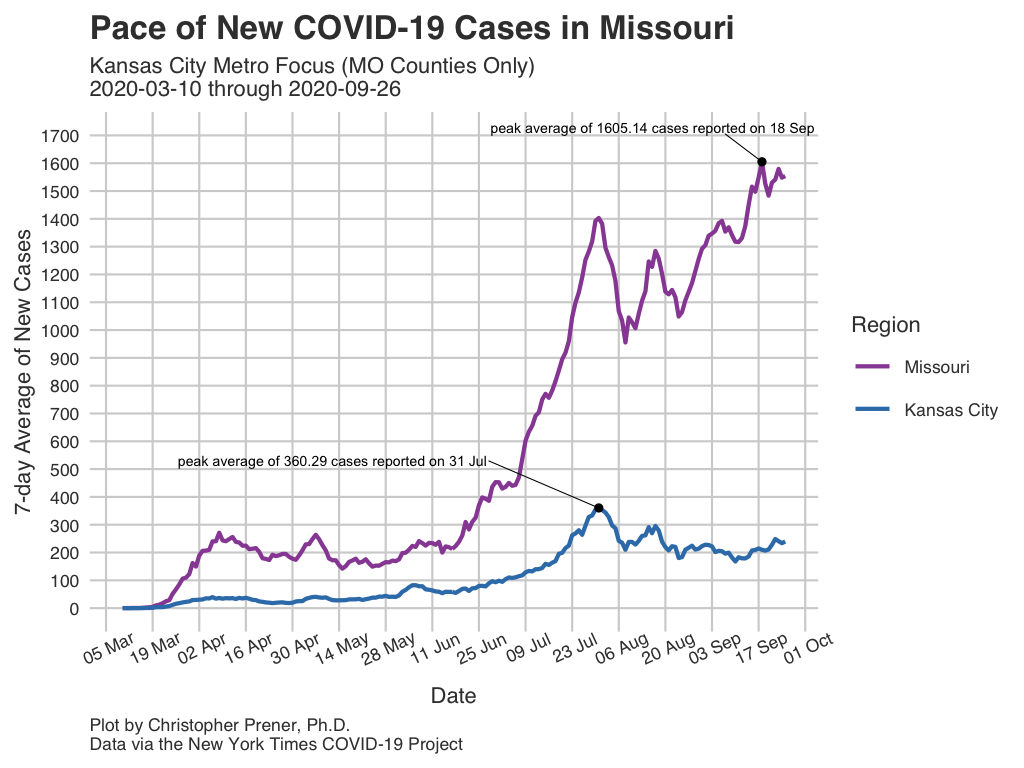 Pace of New COVID-19 Cases in Missouri
Kansas City Metro Focus (MO Counties Only)
2020-03-10 through 2020-09-26
peak average of 1605.14 cases reported on 18 Sep
peak average of 360.29 cases reported on 31 Jul
7-day Average of New Cases
1700
1600
1500
1400
1300
1200
1100
1000
900
800
700
600
500
400
300
200
100
0
05 Mar
19 Mar
02 Apr
16 Apr
30 Apr
14 May
28 May
11 Jun
25 Jun
09 Jul
23 Jul
06 Aug
20 Aug
03 Sep
17 Sep
01 Oct
Date
Region
Missouri
Kansas City
Plot by Christopher Prener, Ph.D.
Data via the New York Times COVID-19 Project